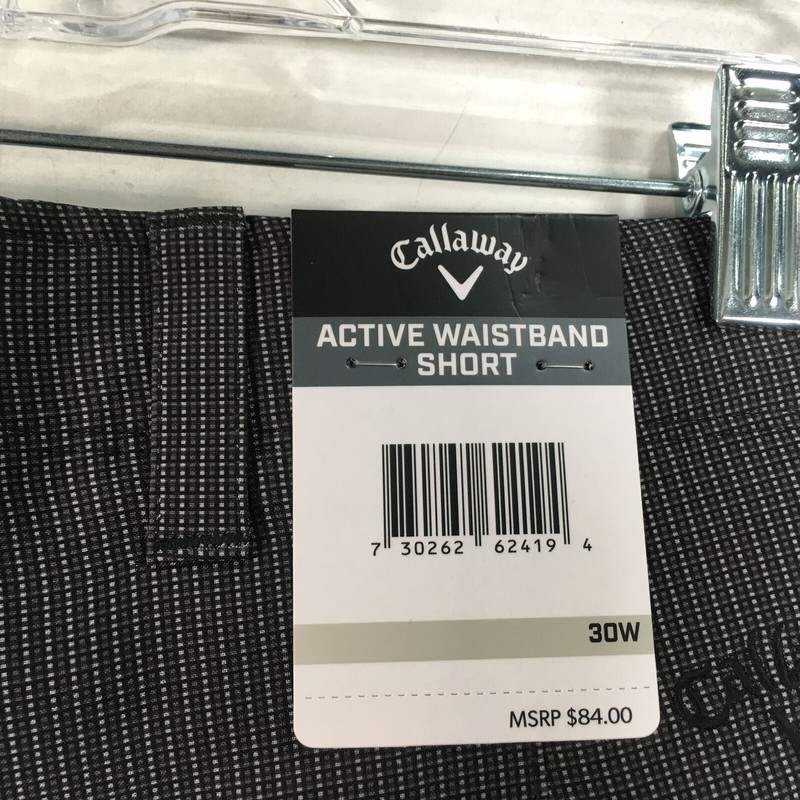 Callaway
ACTIVE WAISTBAND
SHORT
7 30262 62419 4
30W
MSRP $84.00